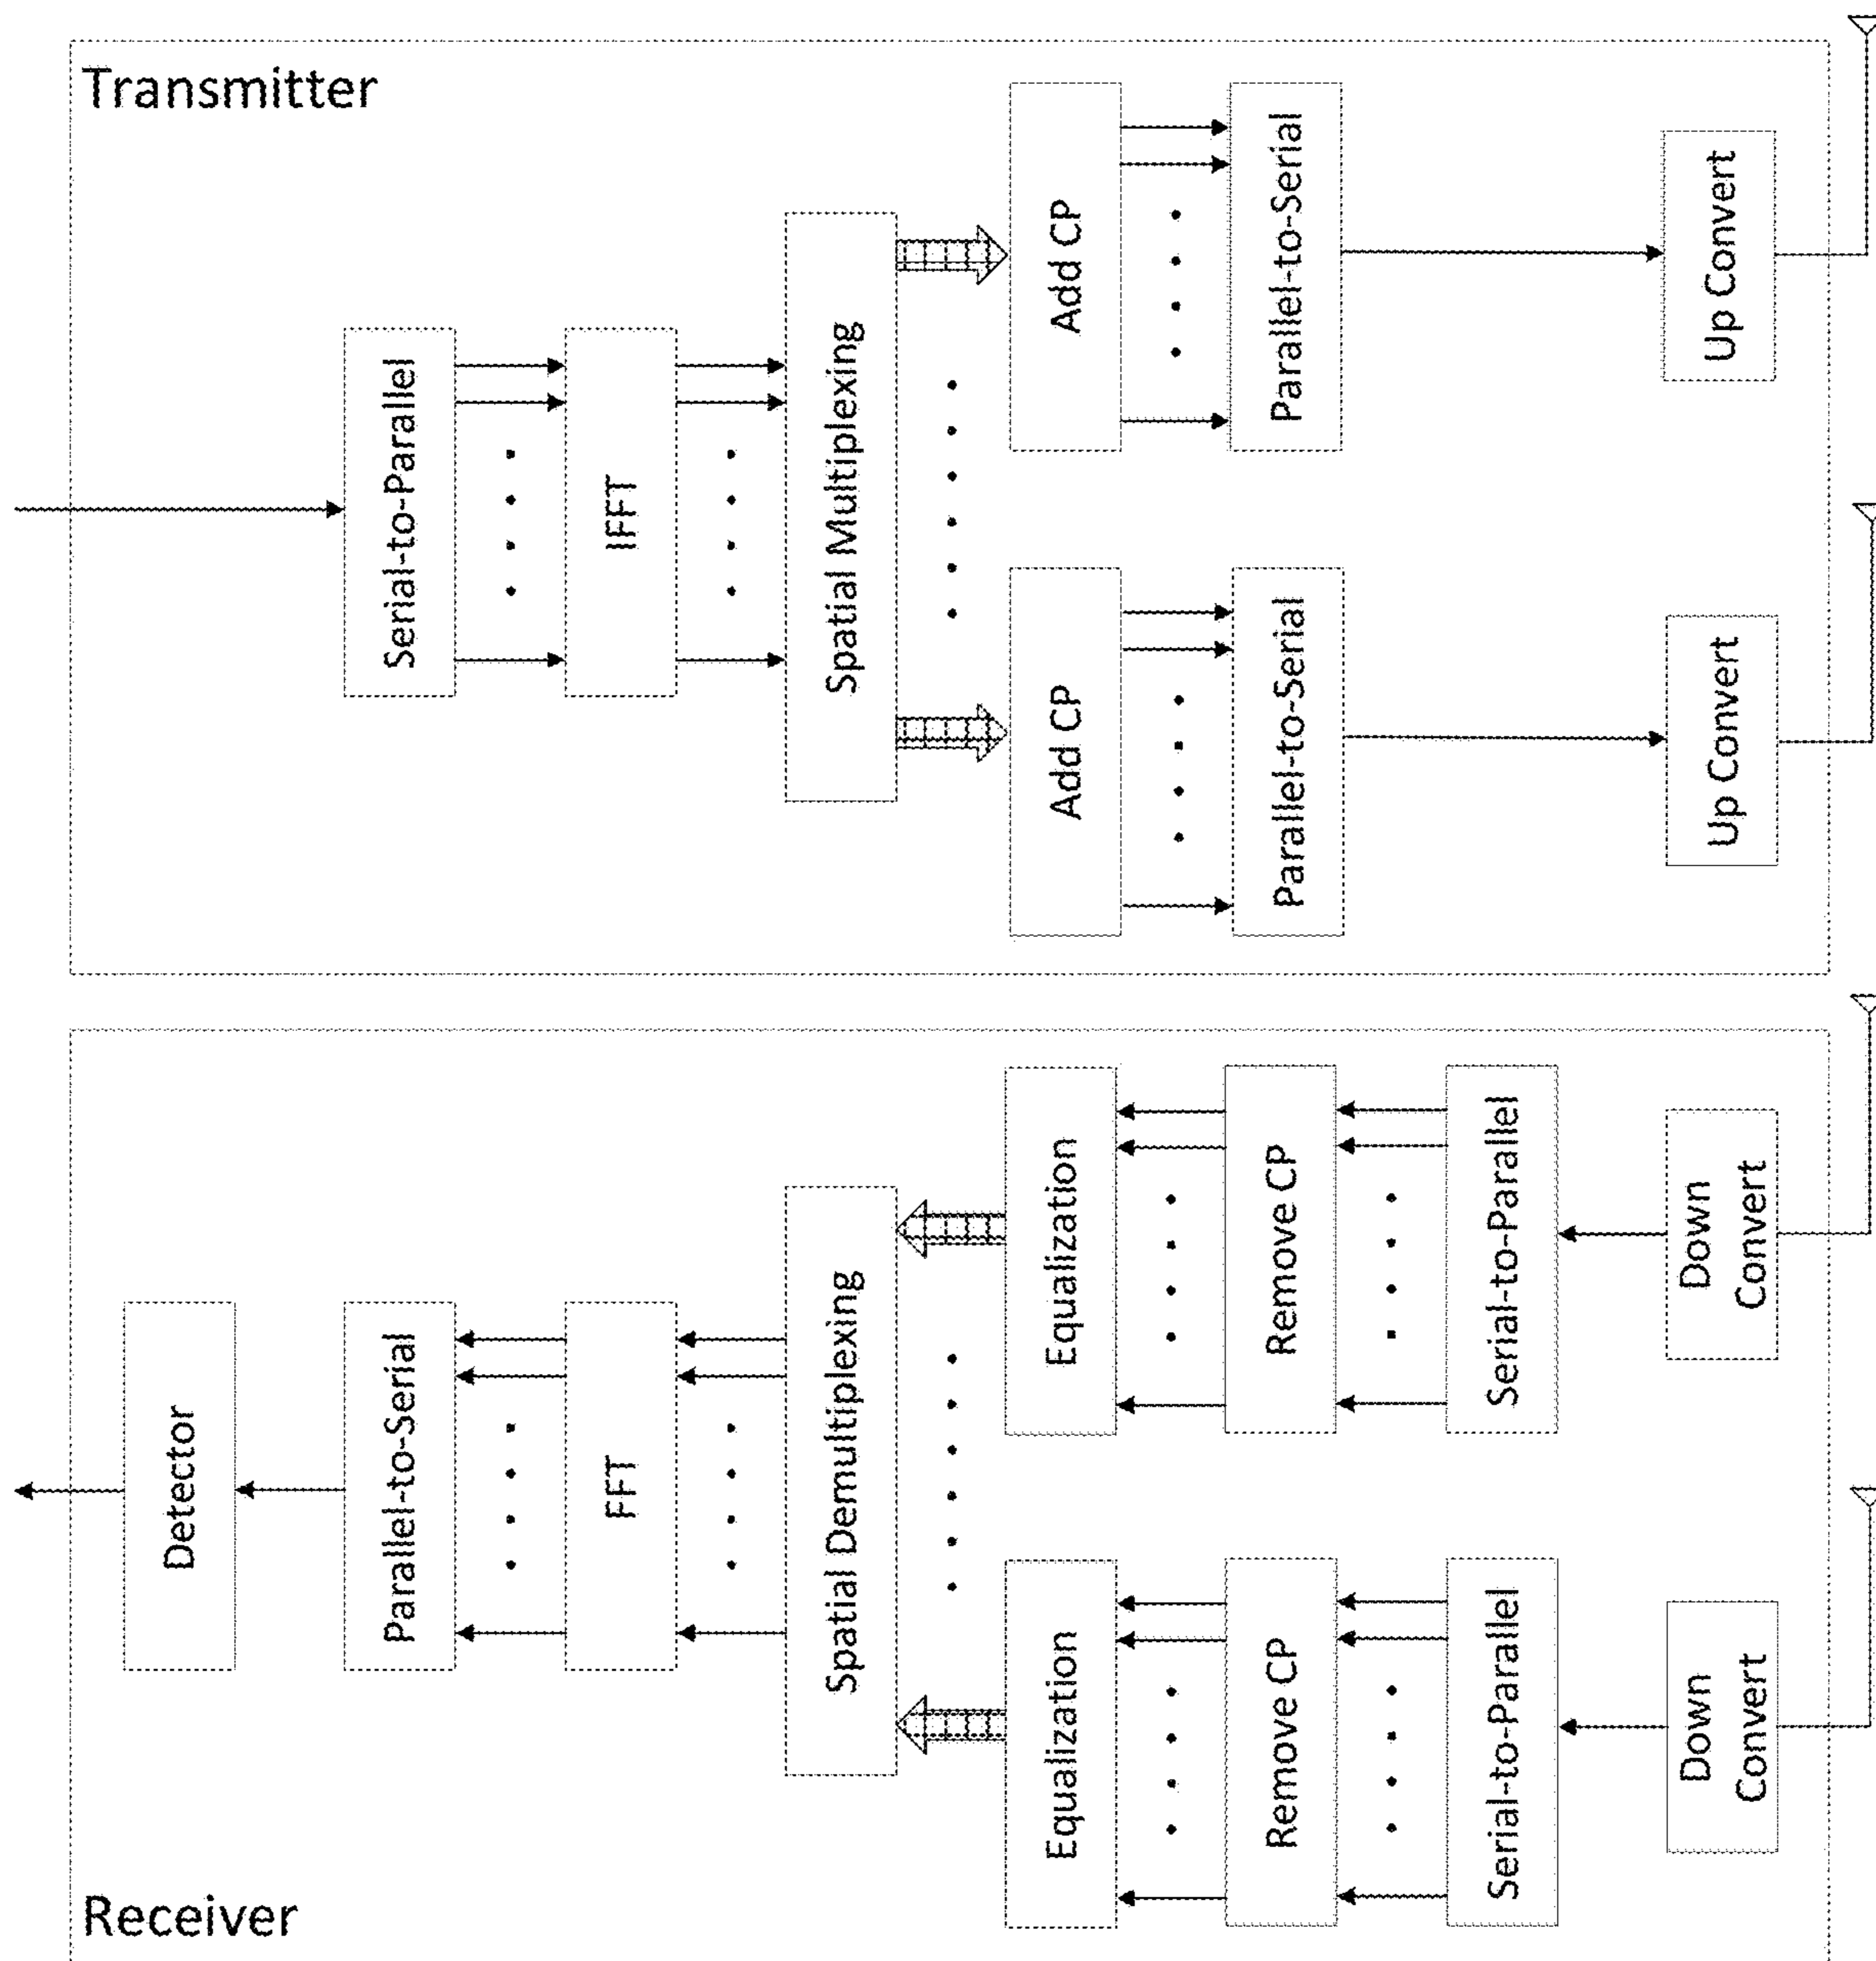 Transmitter
Serial-to-Parallel
IFFT
Spatial Multiplexing
Add CP
Parallel-to-Serial
Up Convert
Add CP
Parallel-to-Serial
Up Convert
Receiver
Detector
Parallel-to-Serial
FFT
Spatial Demultiplexing
Equalization
Remove CP
Serial-to-Parallel
Down
Convert
Equalization
Remove CP
Serial-to-Parallel
Down
Convert